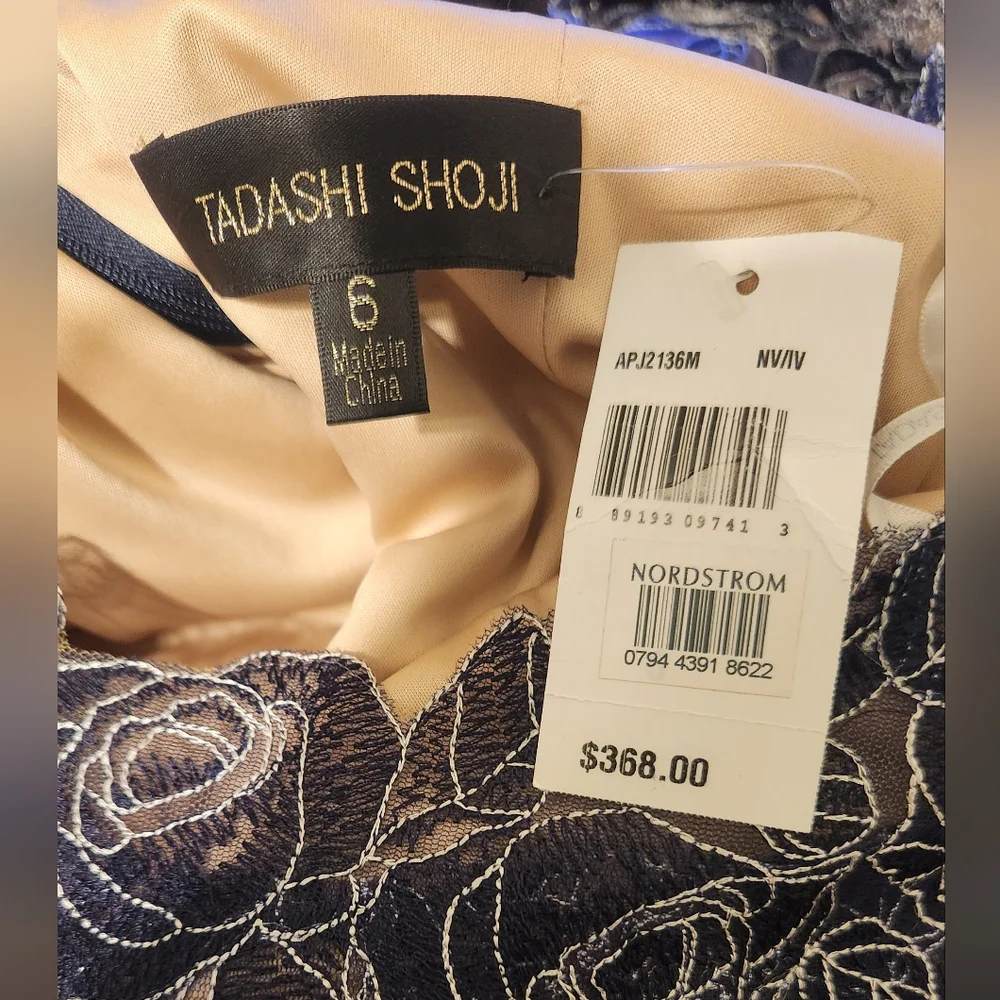 TADASHI SHOJI
6
Made in
China
APJ2136M NV/IV
8 89193 09741 3
NORDSTROM
0794 4391 8622
$368.00